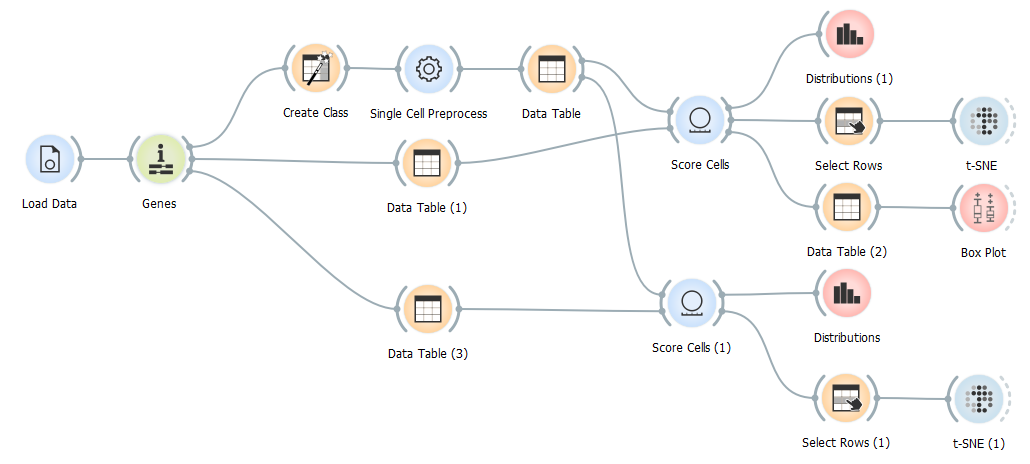 Distributions (1)
Create Class
Single Cell Preprocess
Data Table
Score Cells
Select Rows
t-SNE
Load Data
Genes
Data Table (1)
Data Table (2)
Box Plot
Distributions
Data Table (3)
Score Cells (1)
Select Rows (1)
t-SNE (1)